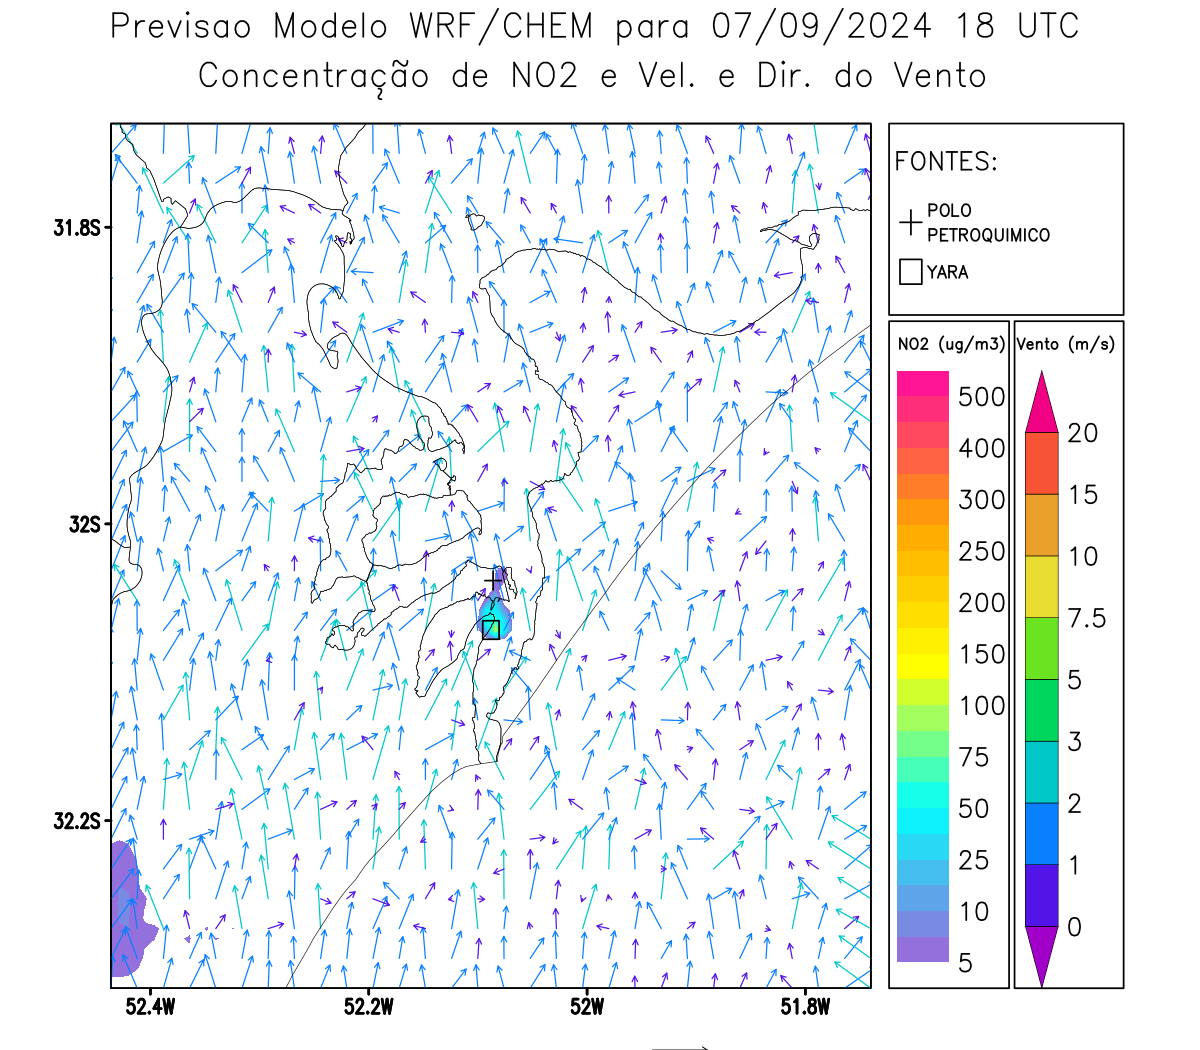 Previsao Modelo WRF/CHEM para 07/09/2024 18 UTC
Concentração de NO2 e Vel. e Dir. do Vento
FONTES:
POLO
PETROQUIMICO
YARA
NO2 (ug/m3)
500
400
300
250
200
150
100
75
50
25
10
5
Vento (m/s)
20
15
10
7.5
5
3
2
1
0
31.8S
32S
32.2S
52.4W
52.2W
52W
51.8W